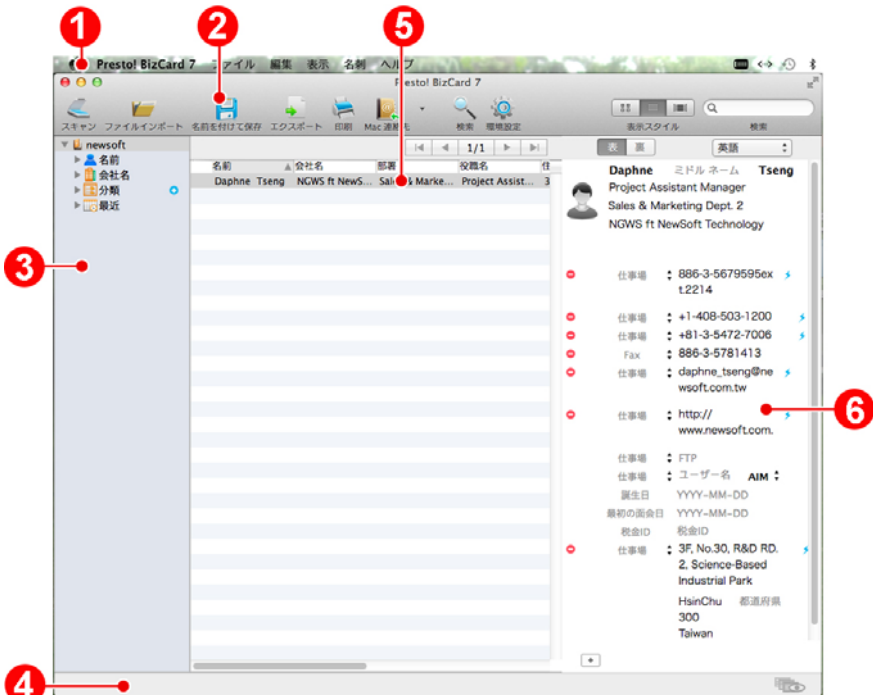 1
2
5
Presto! BizCard 7 ファイル 編集 表示 名刺 ヘルプ
Presto! BizCard 7
スキャン ファイルインポート 名前を付けて保存 エクスポート 印刷 検索 環境設定 表示スタイル 検索
newsoft
1/1
表 裏 英語
名前
会社名
分類
最近
名前 会社名 部署 役職名 住
Daphne Tseng NGWS ft NewS... Sales & Marke... Project Assist... 3
Daphne ミドル ネーム Tseng
Project Assistant Manager
Sales & Marketing Dept. 2
NGWS ft NewSoft Technology
3
仕事場 886-3-5679595ex
t.2214
仕事場 +1-408-503-1200
仕事場 +81-3-5472-7006
Fax 886-3-5781413
仕事場 daphne_tseng@ne
wsoft.com.tw
仕事場 http://
www.newsoft.com.
6
仕事場 FTP
仕事場 ユーザー名 AIM
誕生日 YYYY-MM-DD
最初の面会日 YYYY-MM-DD
税金ID 税金ID
仕事場 3F, No.30, R&D RD.
2, Science-Based
Industrial Park
HsinChu 都道府県
300
Taiwan
4